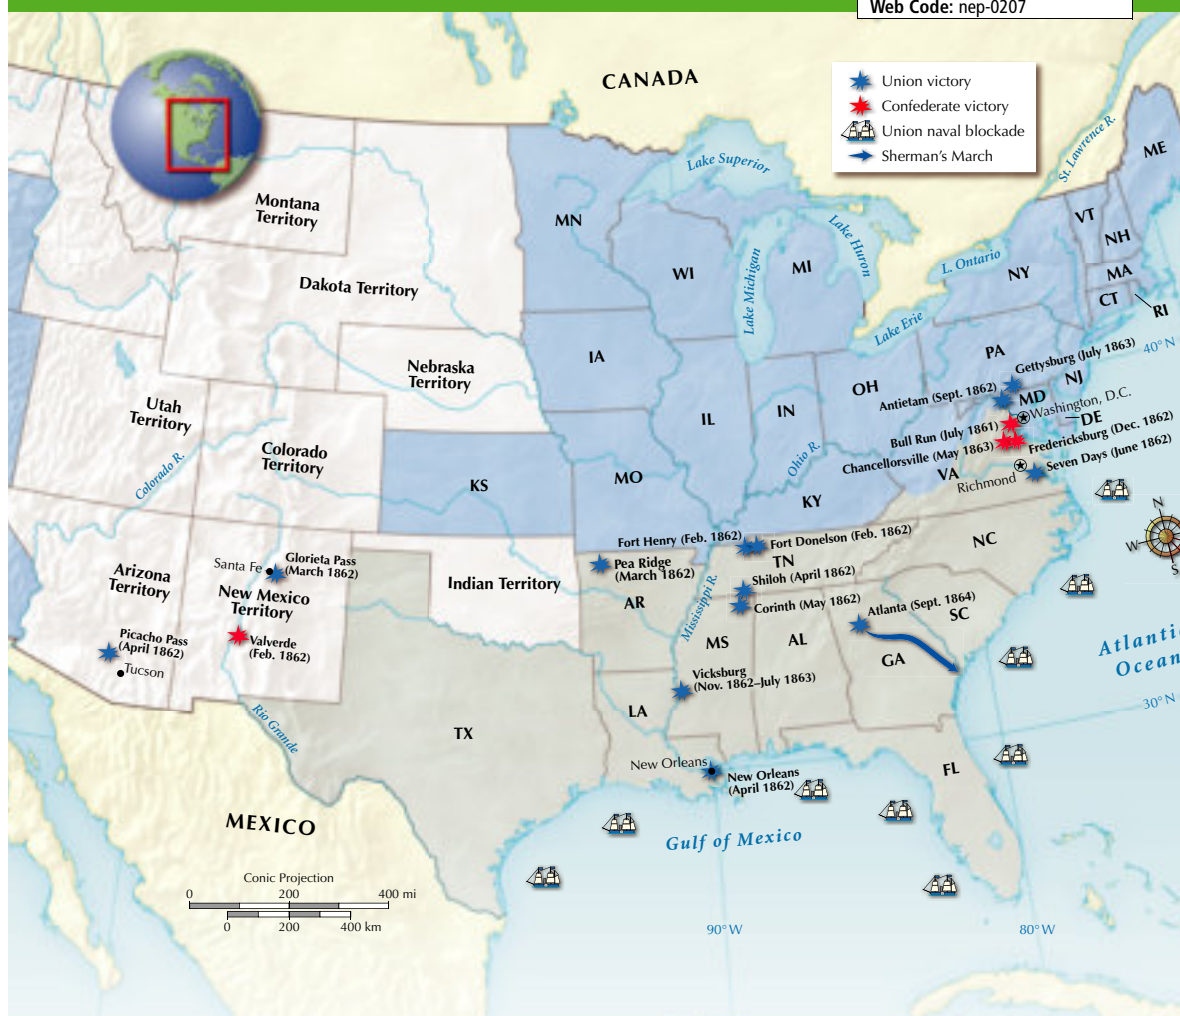 Web Code: nep-0207
CANADA
Union victory
Confederate victory
Union naval blockade
Sherman's March
St. Lawrence R.
ME
Lake Superior
VT
NH
Montana
Territory
MN
Lake Huron
WI
MI
Lake Michigan
L. Ontario
NY
MA
CT
RI
Dakota Territory
Lake Erie
40°N
IA
PA
Gettysburg (July 1863)
NJ
Nebraska
Territory
OH
Antietam (Sept. 1862)
MD
Washington, D.C.
DE
Utah
Territory
IL
IN
Bull Run (July 1861)
Fredericksburg (Dec. 1862)
Colorado
Territory
Chancellorsville (May 1863)
Seven Days (June 1862)
Colorado R.
Ohio R.
KS
MO
VA
Richmond
KY
N
W
S
Fort Henry (Feb. 1862)
Fort Donelson (Feb. 1862)
NC
Santa Fe
Glorieta Pass
(March 1862)
Pea Ridge
(March 1862)
TN
Arizona
Territory
Indian Territory
Shiloh (April 1862)
New Mexico
Territory
AR
Mississippi R.
Corinth (May 1862)
Atlanta (Sept. 1864)
SC
Picacho Pass
(April 1862)
Valverde
(Feb. 1862)
MS
AL
GA
Atlantic
Ocean
Tucson
Vicksburg
(Nov. 1862–July 1863)
30°N
LA
Rio Grande
TX
New Orleans
New Orleans
(April 1862)
FL
MEXICO
Gulf of Mexico
Conic Projection
0 200 400 mi
0 200 400 km
90°W
80°W